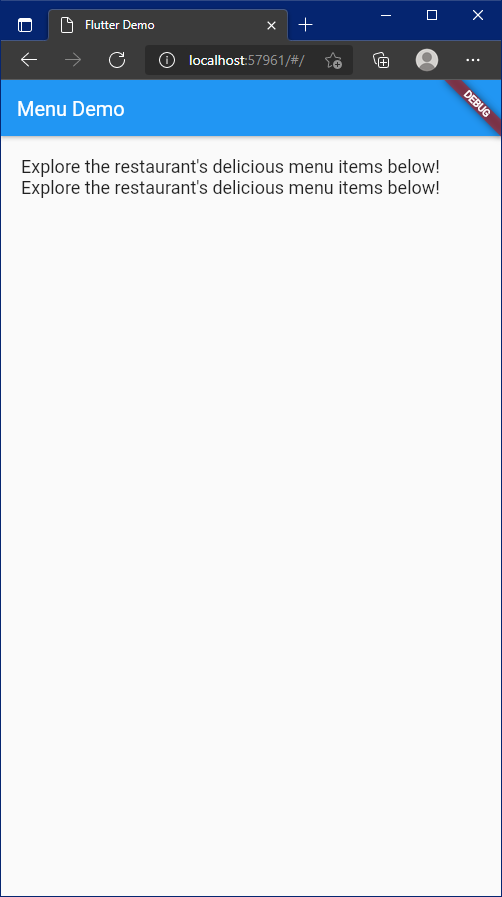 Flutter Demo
localhost:57961/#/
Menu Demo
DEBUG
Explore the restaurant's delicious menu items below!
Explore the restaurant's delicious menu items below!